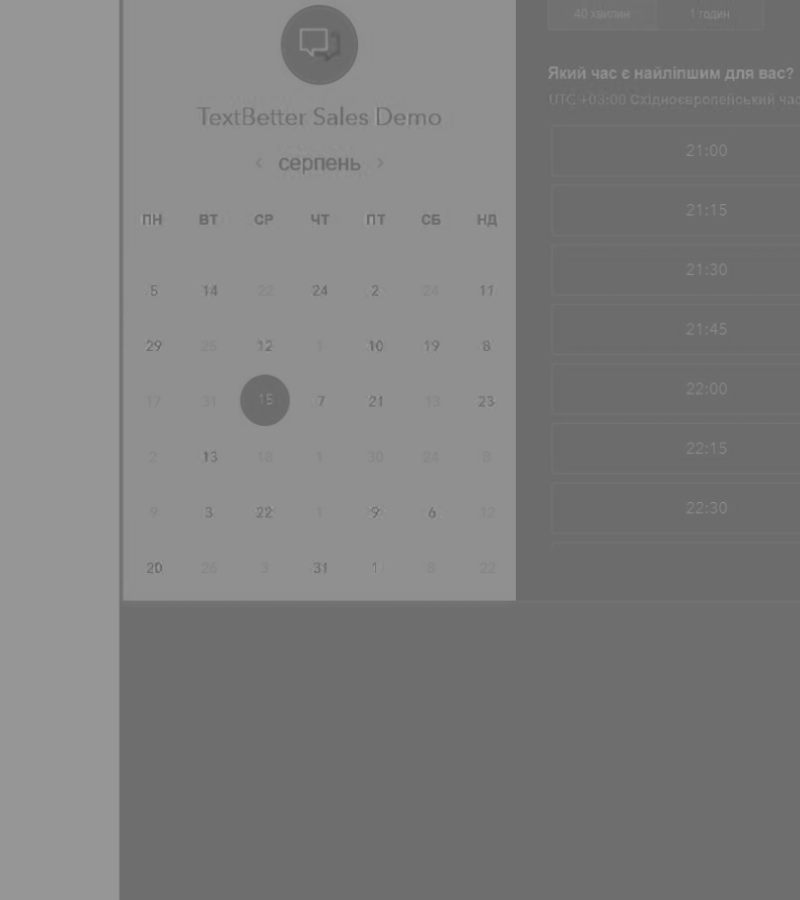 TextBetter Sales Demo
‹ серпень ›
ПН ВТ СР ЧТ ПТ СБ НД
5 14 22 24 2 24 11
29 25 12 1 10 19 8
17 31 15 7 21 13 23
2 13 18 1 30 24 8
9 3 22 1 9 6 12
20 26 3 31 1 8 22
40 хвилин 1 годин
Який час є найліпшим для вас?
UTC +03:00 Східноєвропейський час
21:00
21:15
21:30
21:45
22:00
22:15
22:30